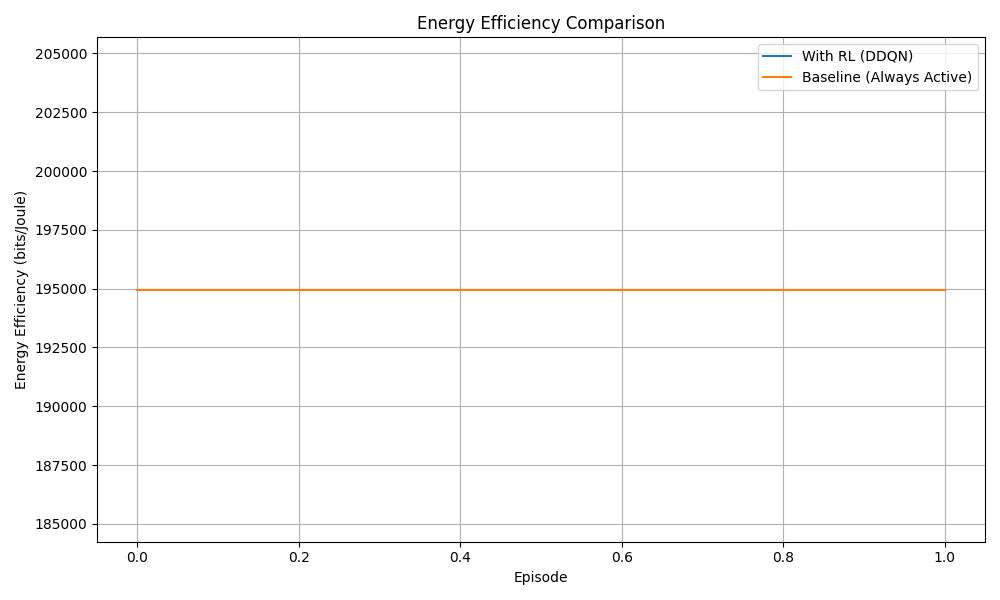 Energy Efficiency Comparison
With RL (DDQN)
Baseline (Always Active)
Energy Efficiency (bits/Joule)
205000
202500
200000
197500
195000
192500
190000
187500
185000
0.0 0.2 0.4 0.6 0.8 1.0
Episode